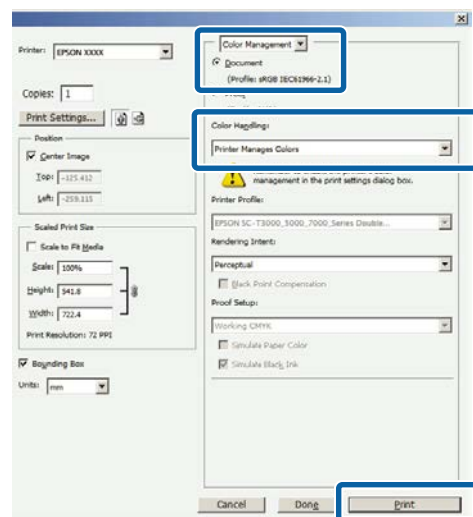 Printer: EPSON XXXX
Copies: 1
Print Settings...
Position
Center Image
Top: -125.412
Left: -259.115
Scaled Print Size
Scale to Fit Media
Scale: 100%
Height: 541.8
Width: 722.4
Print Resolution: 72 PPI
Bounding Box
Units: mm
Color Management
Document
(Profile: sRGB IEC61966-2.1)
Color Handling:
Printer Manages Colors
management in the print settings dialog box.
Printer Profile:
EPSON SC-T3000_5000_7000_Series Double...
Rendering Intent:
Perceptual
Black Point Compensation
Proof Setup:
Working CMYK
Simulate Paper Color
Simulate Black Ink
Cancel
Done
Print